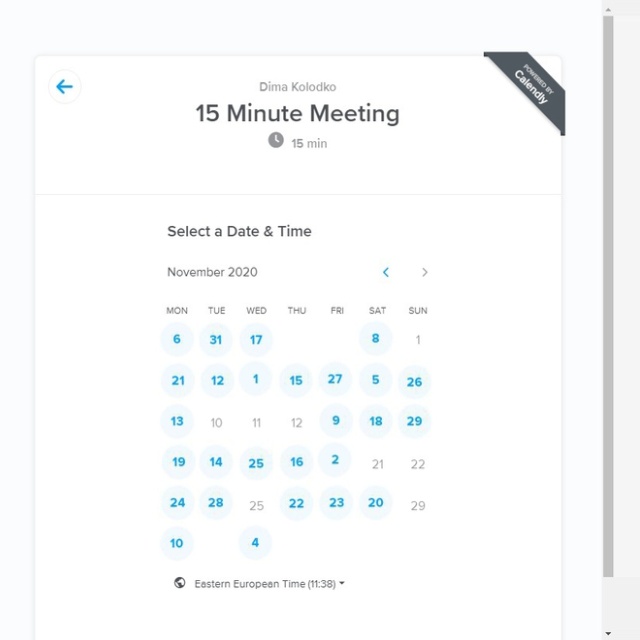 POWERED BY
Calendly
Dima Kolodko
15 Minute Meeting
15 min
Select a Date & Time
November 2020
MON TUE WED THU FRI SAT SUN
6 31 17 8 1
21 12 1 15 27 5 26
13 10 11 12 9 18 29
19 14 25 16 2 21 22
24 28 25 22 23 20 29
10 4
Eastern European Time (11:38)